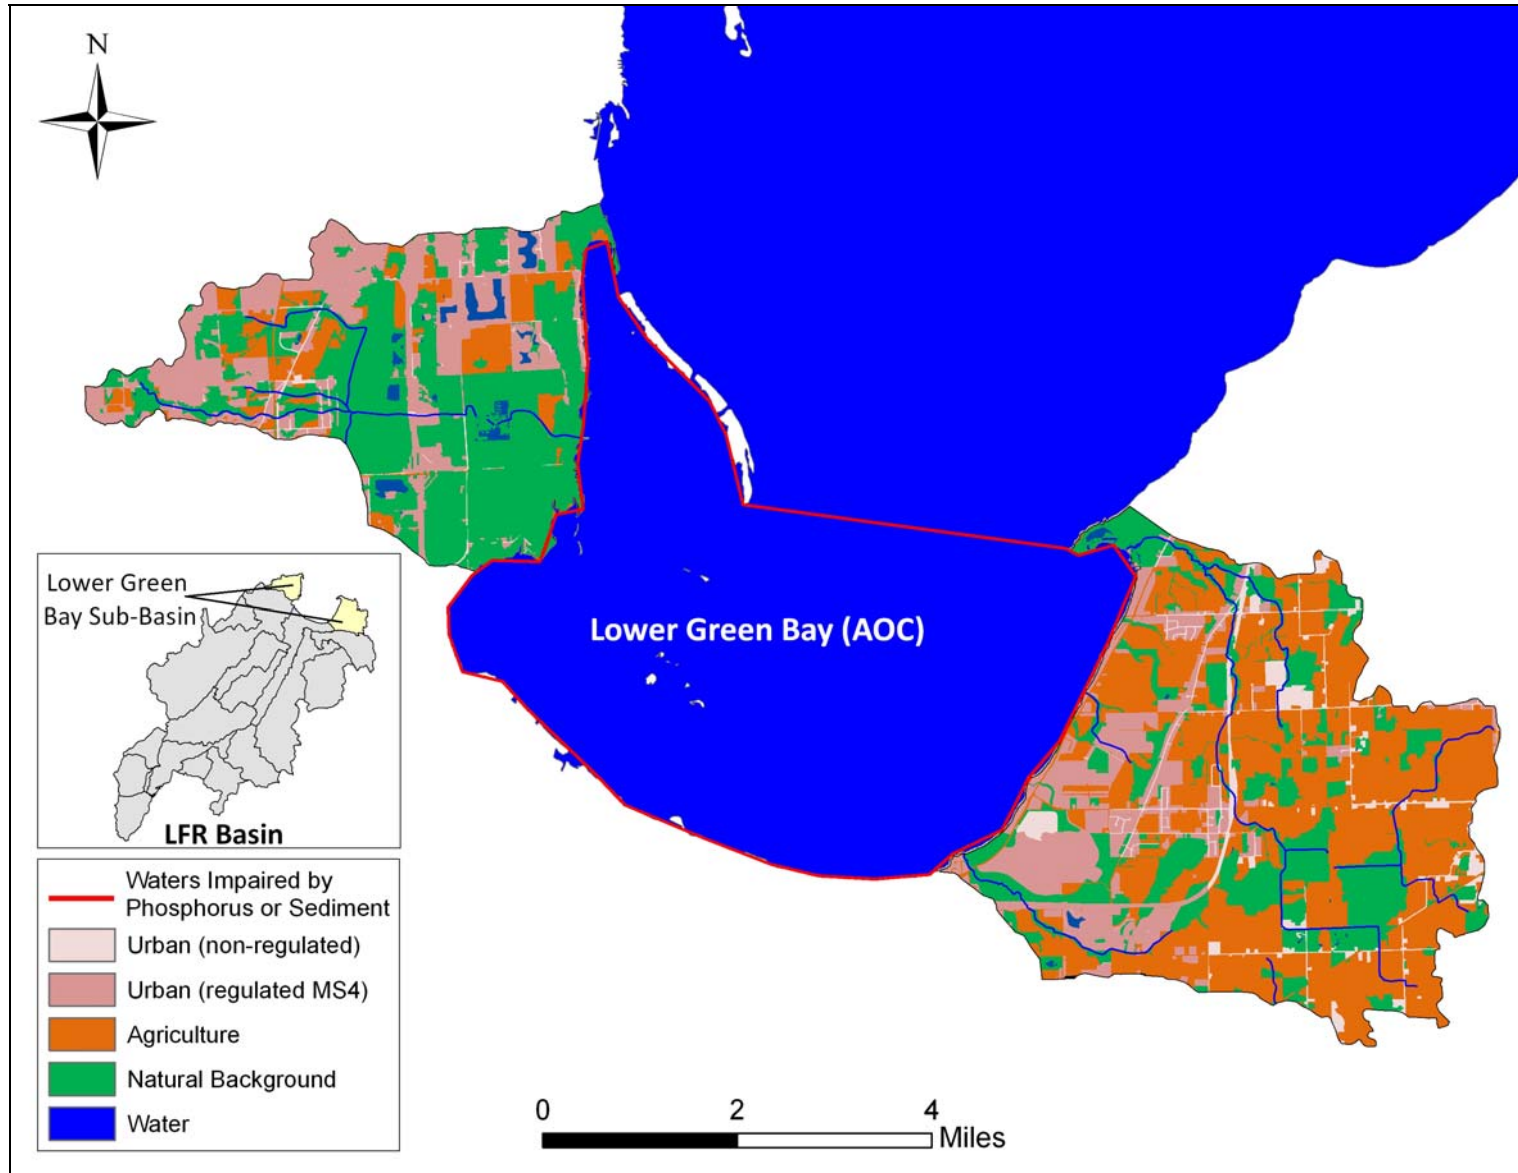 N
Lower Green Bay (AOC)
Lower Green
Bay Sub-Basin
LFR Basin
Waters Impaired by
Phosphorus or Sediment
Urban (non-regulated)
Urban (regulated MS4)
Agriculture
Natural Background
Water
0 2 4
Miles